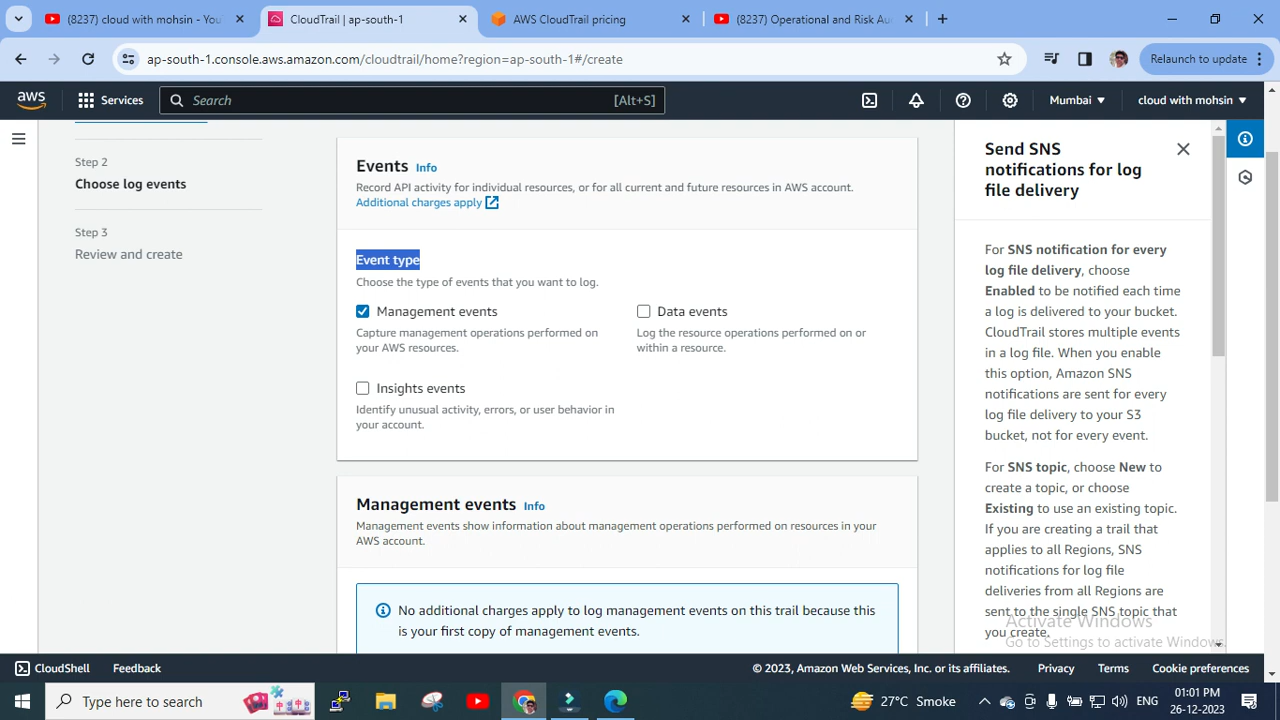 (8237) cloud with mohsin - You
CloudTrail | ap-south-1
AWS CloudTrail pricing
(8237) Operational and Risk Au
ap-south-1.console.aws.amazon.com/cloudtrail/home?region=ap-south-1#/create
Relaunch to update
aws
Services
Search
[Alt+S]
Mumbai
cloud with mohsin
Step 2
Choose log events
Step 3
Review and create
Events Info
Record API activity for individual resources, or for all current and future resources in AWS account.
Additional charges apply
Event type
Choose the type of events that you want to log.
Management events
Capture management operations performed on
your AWS resources.
Data events
Log the resource operations performed on or
within a resource.
Insights events
Identify unusual activity, errors, or user behavior in
your account.
Management events Info
Management events show information about management operations performed on resources in your
AWS account.
No additional charges apply to log management events on this trail because this
is your first copy of management events.
Send SNS
notifications for log
file delivery
For SNS notification for every
log file delivery, choose
Enabled to be notified each time
a log is delivered to your bucket.
CloudTrail stores multiple events
in a log file. When you enable
this option, Amazon SNS
notifications are sent for every
log file delivery to your S3
bucket, not for every event.
For SNS topic, choose New to
create a topic, or choose
Existing to use an existing topic.
If you are creating a trail that
applies to all Regions, SNS
notifications for log file
deliveries from all Regions are
sent to the single SNS topic that
you create.
Activate Windows
Go to Settings to activate Windows.
CloudShell
Feedback
© 2023, Amazon Web Services, Inc. or its affiliates.
Privacy
Terms
Cookie preferences
Type here to search
27°C Smoke
ENG
01:01 PM
26-12-2023